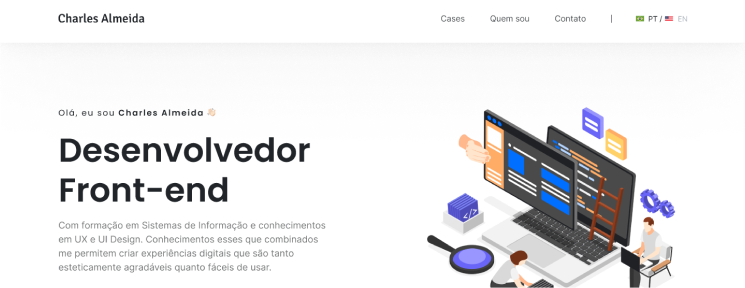 Charles Almeida
Cases Quem sou Contato | PT / EN
Olá, eu sou Charles Almeida
Desenvolvedor
Front-end
Com formação em Sistemas de Informação e conhecimentos
em UX e UI Design. Conhecimentos esses que combinados
me permitem criar experiências digitais que são tanto
esteticamente agradáveis quanto fáceis de usar.